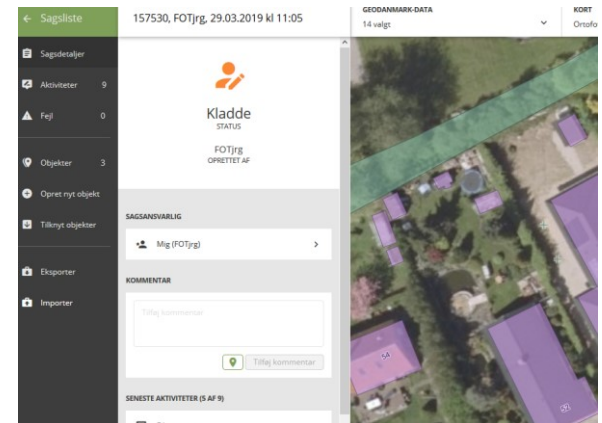 Sagsliste
Sagsdetaljer
Aktiviteter 9
Fejl 0
Objekter 3
Opret nyt objekt
Tilknyt objekter
Eksporter
Importer
157530, FOTjrg, 29.03.2019 kl 11:05
Kladde
STATUS
FOTjrg
OPRETTET AF
SAGSANSVARLIG
Mig (FOTjrg)
KOMMENTAR
Tilføj kommentar
Tilføj kommentar
SENESTE AKTIVITETER (5 AF 9)
GEODANMARK-DATA
14 valgt
KORT
Ortofo
54